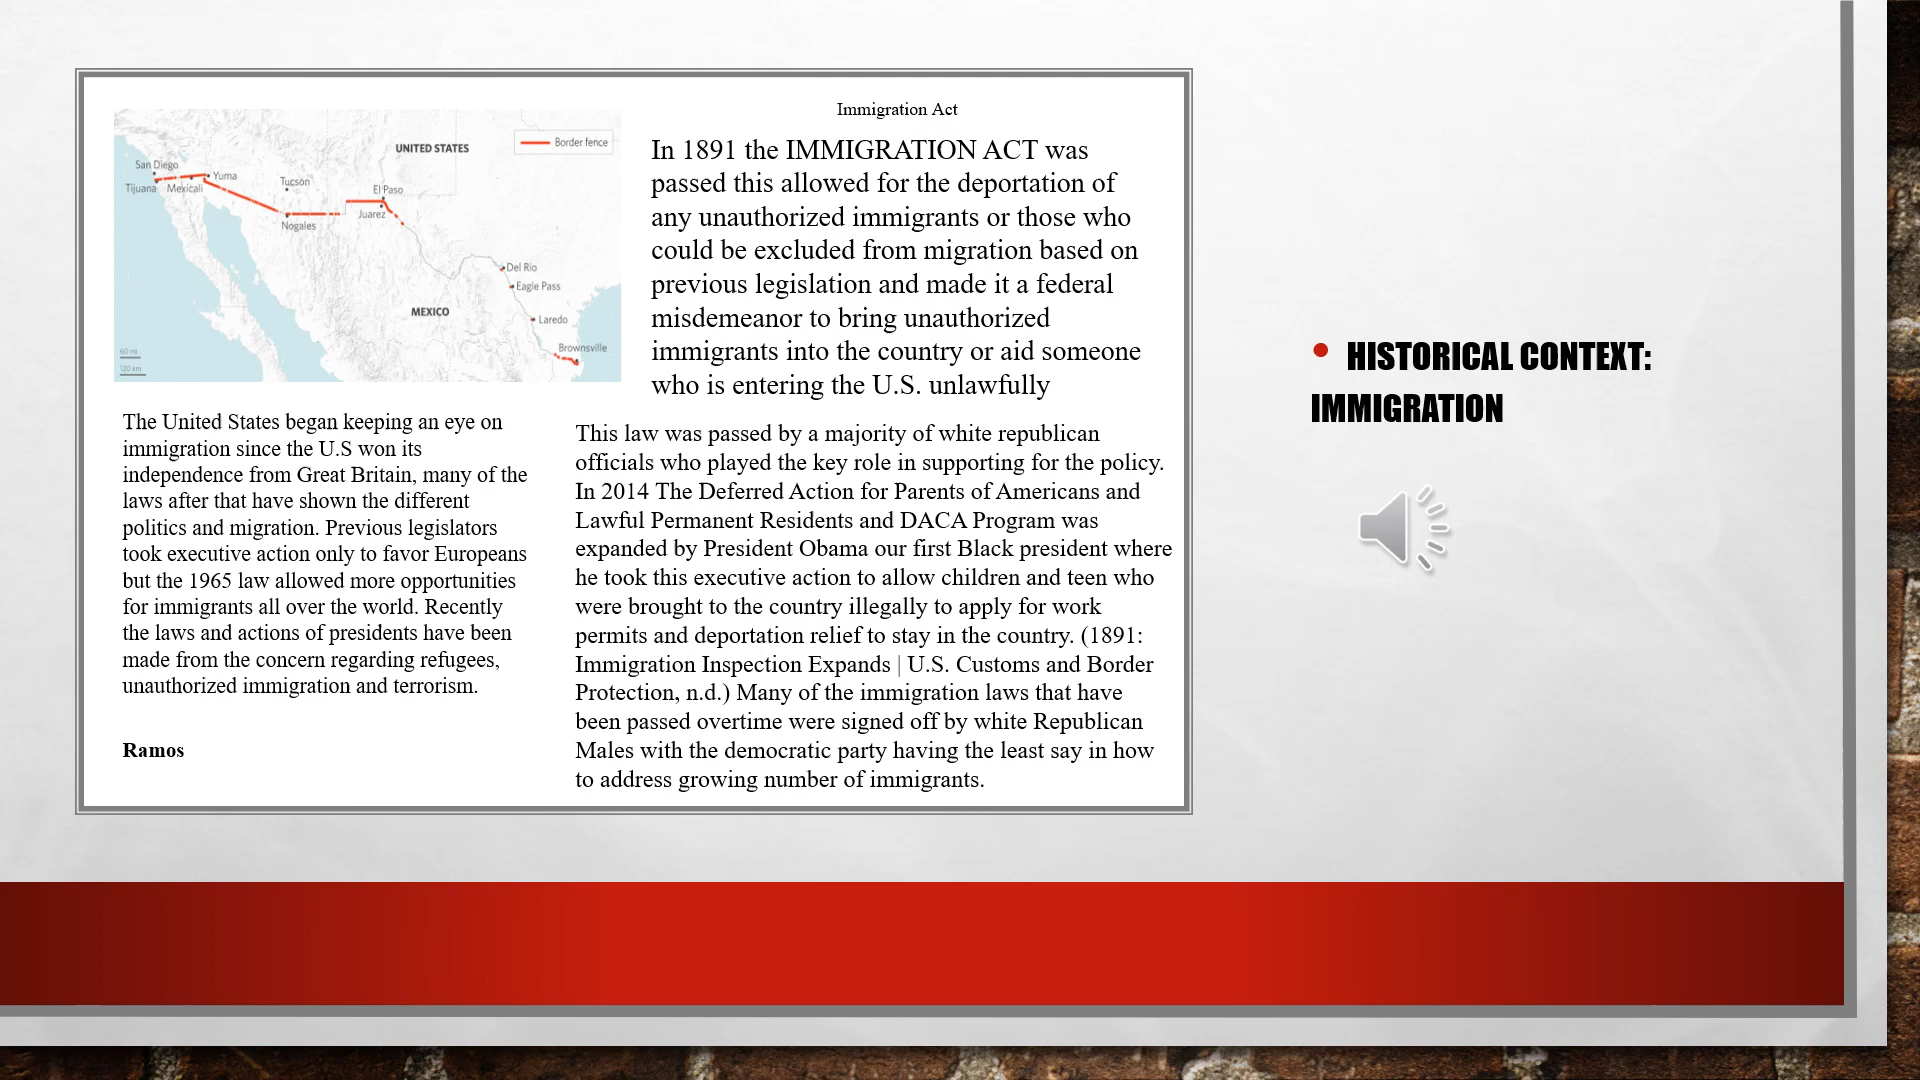 Immigration Act
UNITED STATES
Border fence
San Diego
Yuma
Tucson
Tijuana
Mexicali
El Paso
Juarez
Nogales
Del Rio
Eagle Pass
MEXICO
Laredo
Brownsville
60 mi
120 km
In 1891 the IMMIGRATION ACT was
passed this allowed for the deportation of
any unauthorized immigrants or those who
could be excluded from migration based on
previous legislation and made it a federal
misdemeanor to bring unauthorized
immigrants into the country or aid someone
who is entering the U.S. unlawfully
The United States began keeping an eye on
immigration since the U.S won its
independence from Great Britain, many of the
laws after that have shown the different
politics and migration. Previous legislators
took executive action only to favor Europeans
but the 1965 law allowed more opportunities
for immigrants all over the world. Recently
the laws and actions of presidents have been
made from the concern regarding refugees,
unauthorized immigration and terrorism.
Ramos
This law was passed by a majority of white republican
officials who played the key role in supporting for the policy.
In 2014 The Deferred Action for Parents of Americans and
Lawful Permanent Residents and DACA Program was
expanded by President Obama our first Black president where
he took this executive action to allow children and teen who
were brought to the country illegally to apply for work
permits and deportation relief to stay in the country. (1891:
Immigration Inspection Expands | U.S. Customs and Border
Protection, n.d.) Many of the immigration laws that have
been passed overtime were signed off by white Republican
Males with the democratic party having the least say in how
to address growing number of immigrants.
• HISTORICAL CONTEXT:
IMMIGRATION